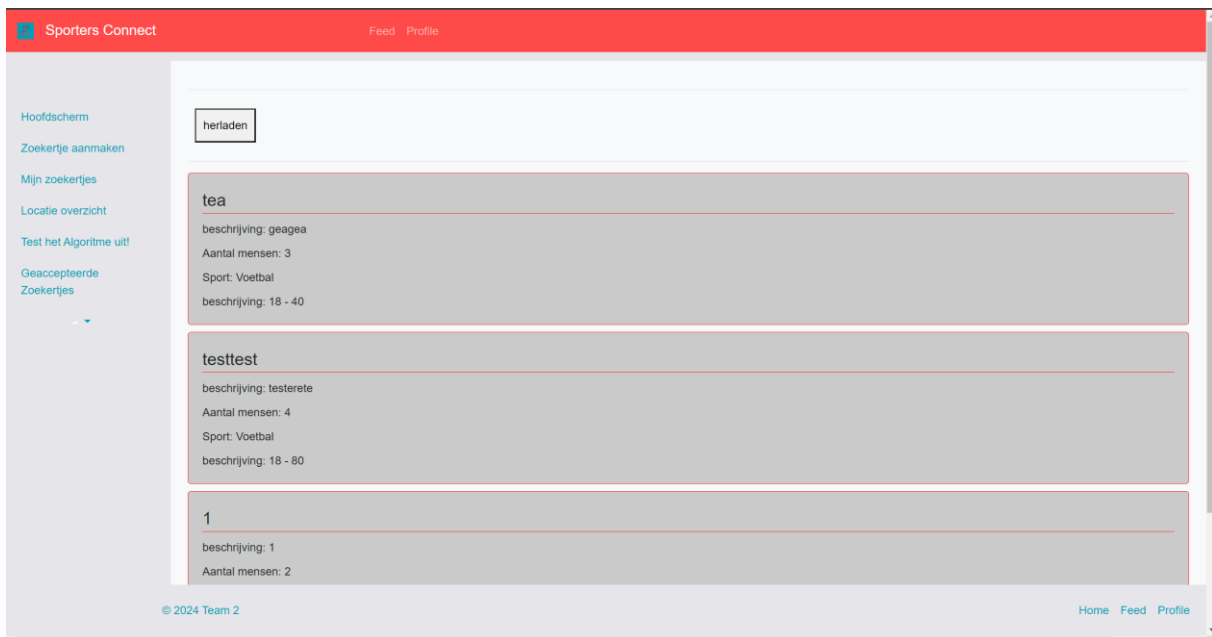 Sporters Connect
Feed Profile
Hoofdscherm
Zoekertje aanmaken
Mijn zoekertjes
Locatie overzicht
Test het Algoritme uit!
Geaccepteerde
Zoekertjes
herladen
tea
beschrijving: geagea
Aantal mensen: 3
Sport: Voetbal
beschrijving: 18 - 40
testtest
beschrijving: testerete
Aantal mensen: 4
Sport: Voetbal
beschrijving: 18 - 80
1
beschrijving: 1
Aantal mensen: 2
© 2024 Team 2
Home Feed Profile